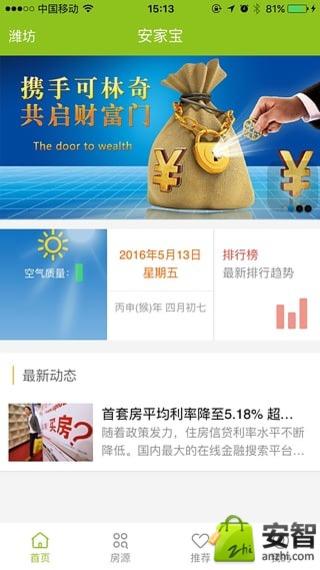 中国移动
15:13
81%
潍坊
安家宝
携手可林奇
共启财富门
The door to wealth
空气质量:
2016年5月13日
星期五
丙申(猴)年 四月初七
排行榜
最新排行趋势
最新动态
买房?
首套房平均利率降至5.18% 超…
随着政策发力，住房信贷利率水平不断
降低。国内最大的在线金融搜索平台…
首页
房源
推荐
安智
anzhi.com
zhi